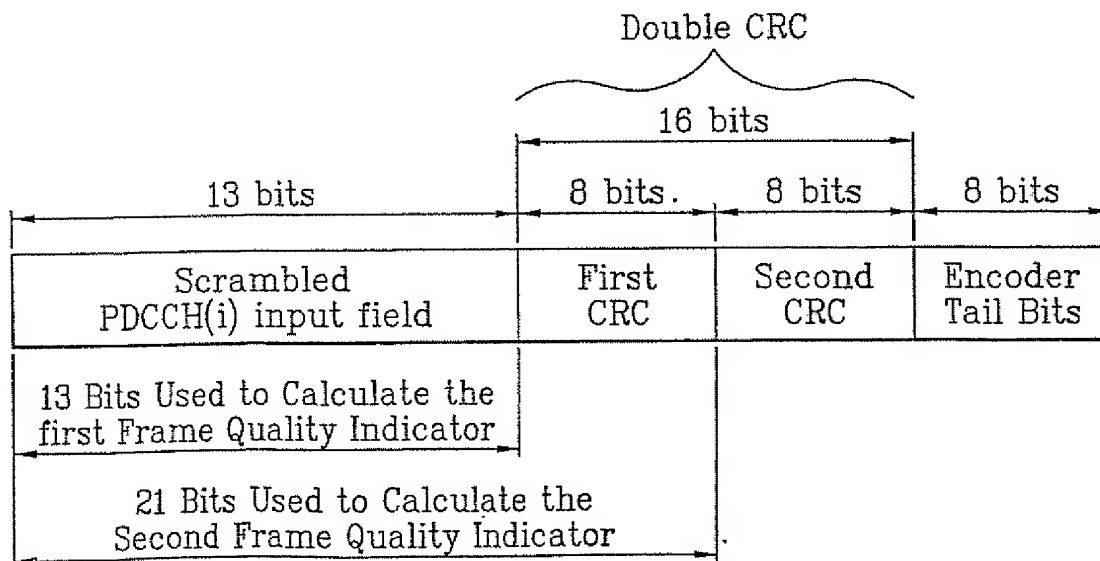 Double CRC
16 bits
13 bits
8 bits.
8 bits
8 bits
Scrambled
PDCCH(i) input field
First
CRC
Second
CRC
Encoder
Tail Bits
13 Bits Used to Calculate the
first Frame Quality Indicator
21 Bits Used to Calculate the
Second Frame Quality Indicator